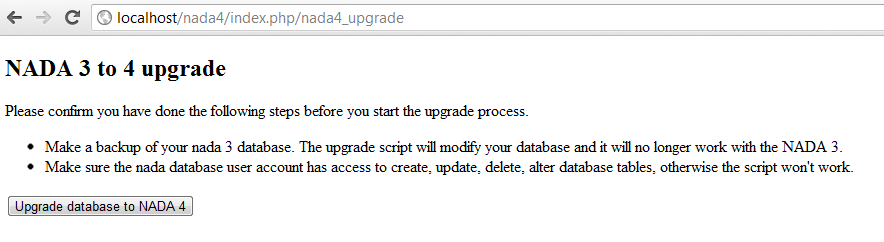 localhost/nada4/index.php/nada4_upgrade
NADA 3 to 4 upgrade
Please confirm you have done the following steps before you start the upgrade process.
• Make a backup of your nada 3 database. The upgrade script will modify your database and it will no longer work with the NADA 3.
• Make sure the nada database user account has access to create, update, delete, alter database tables, otherwise the script won't work.
Upgrade database to NADA 4